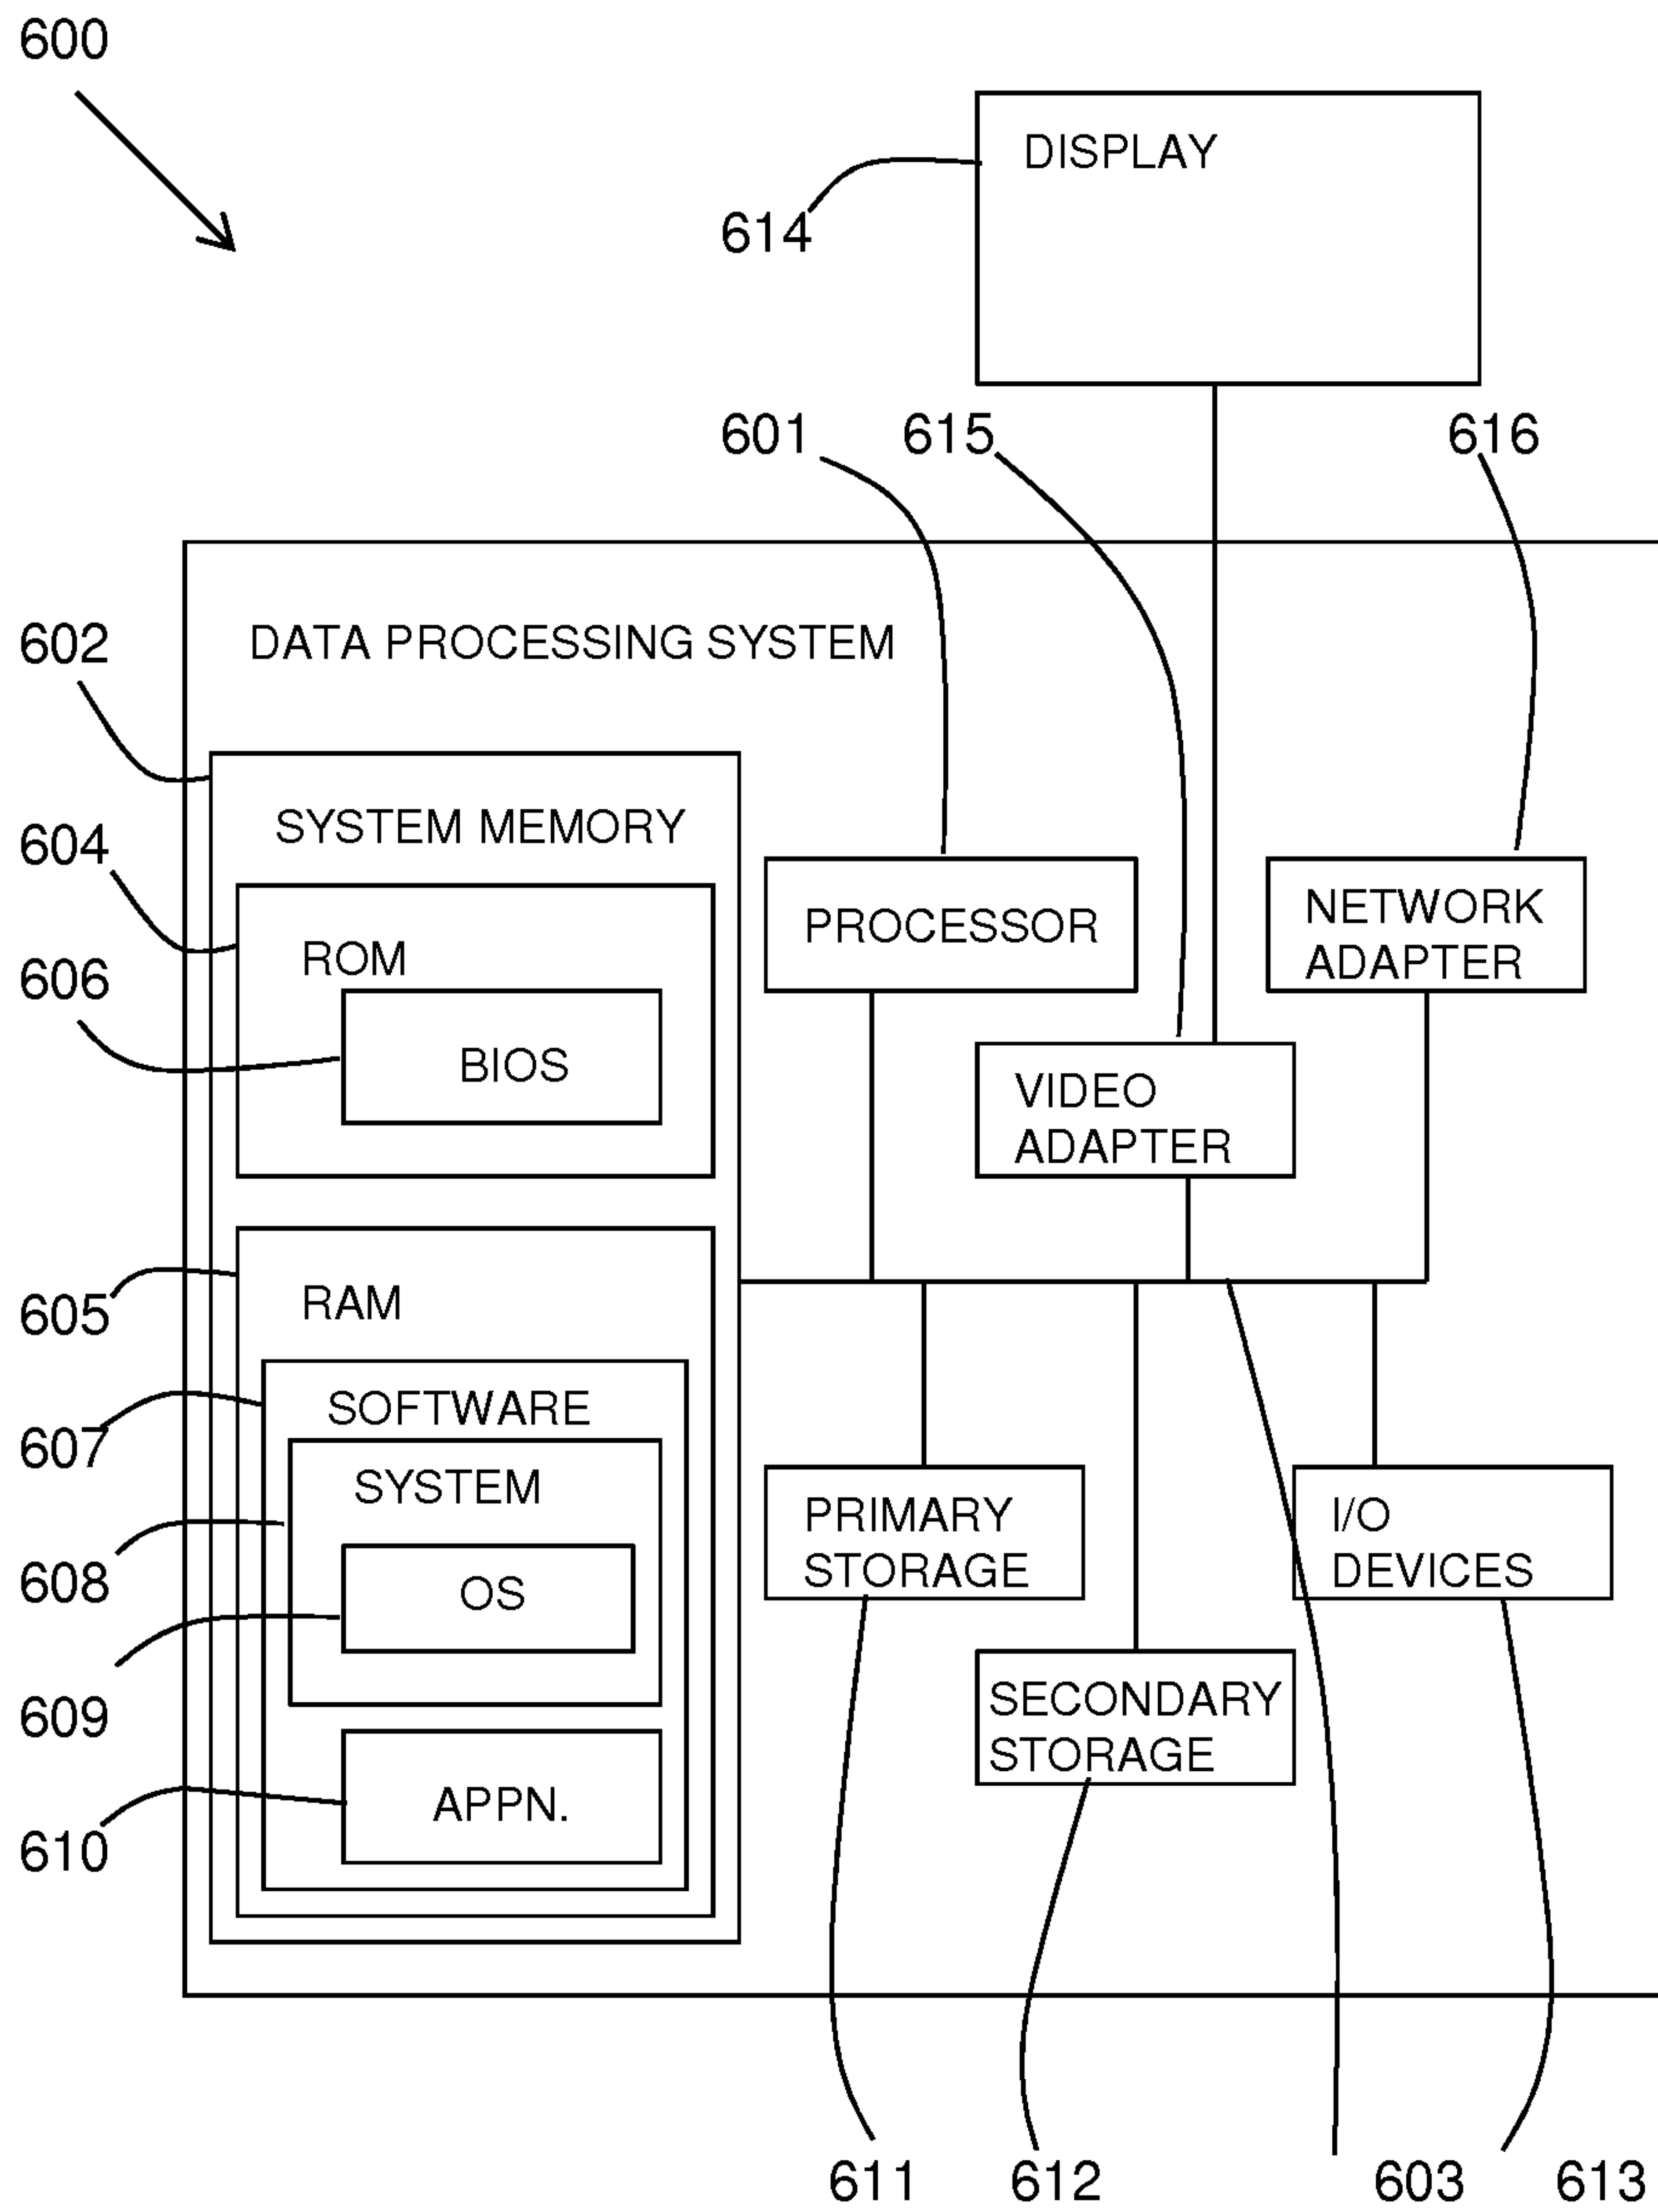 600
DISPLAY
614
601
615
616
602
DATA PROCESSING SYSTEM
SYSTEM MEMORY
604
ROM
606
BIOS
PROCESSOR
NETWORK
ADAPTER
VIDEO
ADAPTER
605
RAM
607
SOFTWARE
SYSTEM
608
OS
609
APPN.
610
PRIMARY
STORAGE
I/O
DEVICES
SECONDARY
STORAGE
611
612
603
613